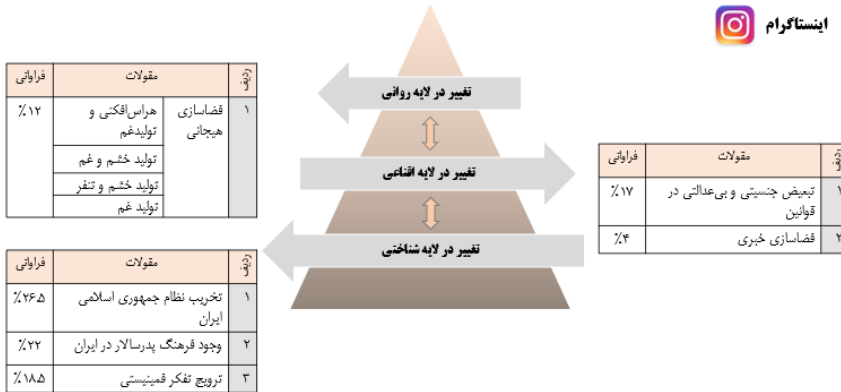 اینستاگرام
تغییر در لایه روانی
تغییر در لایه اقناعی
تغییر در لایه شناختی
ردیف مقولات فراوانی
۱ فضاسازی هیجانی هراس‌افکنی و تولیدغم ٪۱۲
تولید خشم و غم
تولید خشم و تنفر
تولید غم
ردیف مقولات فراوانی
۱ تبعیض جنسیتی و بی‌عدالتی در قوانین ٪۱۷
۲ فضاسازی خبری ٪۴
ردیف مقولات فراوانی
۱ تخریب نظام جمهوری اسلامی ایران ٪۲۶.۵
۲ وجود فرهنگ پدرسالار در ایران ٪۲۲
۳ ترویج تفکر فمینیستی ٪۱۸.۵